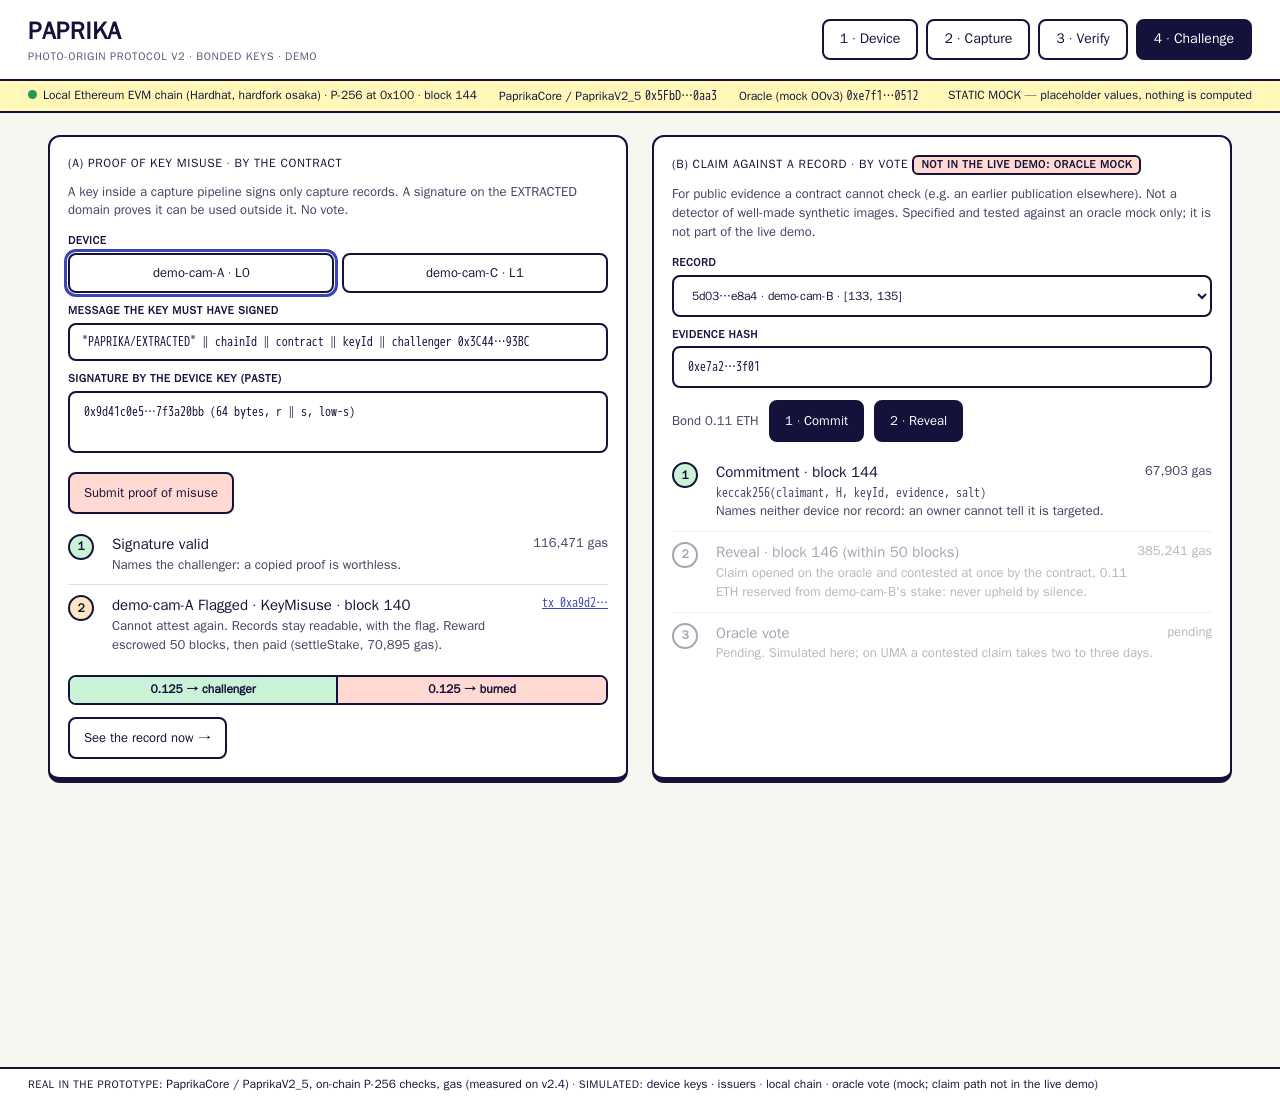 PAPRIKA
PHOTO-ORIGIN PROTOCOL V2 · BONDED KEYS · DEMO
1 · Device
2 · Capture
3 · Verify
4 · Challenge
Local Ethereum EVM chain (Hardhat, hardfork osaka) · P-256 at 0x100 · block 144
PaprikaCore / PaprikaV2_5 0x5FbD⋯0aa3
Oracle (mock OOv3) 0xe7f1⋯0512
STATIC MOCK — placeholder values, nothing is computed
(A) PROOF OF KEY MISUSE · BY THE CONTRACT
A key inside a capture pipeline signs only capture records. A signature on the EXTRACTED
domain proves it can be used outside it. No vote.
DEVICE
demo-cam-A · L0
demo-cam-C · L1
MESSAGE THE KEY MUST HAVE SIGNED
"PAPRIKA/EXTRACTED" ‖ chainId ‖ contract ‖ keyId ‖ challenger 0x3C44⋯93BC
SIGNATURE BY THE DEVICE KEY (PASTE)
0x9d41c0e5⋯7f3a20bb (64 bytes, r ‖ s, low-s)
Submit proof of misuse
1
Signature valid
116,471 gas
Names the challenger: a copied proof is worthless.
2
demo-cam-A Flagged · KeyMisuse · block 140
tx 0xa9d2⋯
Cannot attest again. Records stay readable, with the flag. Reward
escrowed 50 blocks, then paid (settleStake, 70,895 gas).
0.125 → challenger
0.125 → burned
See the record now →
(B) CLAIM AGAINST A RECORD · BY VOTE
NOT IN THE LIVE DEMO: ORACLE MOCK
For public evidence a contract cannot check (e.g. an earlier publication elsewhere). Not a
detector of well-made synthetic images. Specified and tested against an oracle mock only; it is
not part of the live demo.
RECORD
5d03⋯e8a4 · demo-cam-B · [133, 135]
EVIDENCE HASH
0xe7a2⋯3f01
Bond 0.11 ETH
1 · Commit
2 · Reveal
1
Commitment · block 144
67,903 gas
keccak256(claimant, H, keyId, evidence, salt)
Names neither device nor record: an owner cannot tell it is targeted.
2
Reveal · block 146 (within 50 blocks)
385,241 gas
Claim opened on the oracle and contested at once by the contract, 0.11
ETH reserved from demo-cam-B's stake: never upheld by silence.
3
Oracle vote
pending
Pending. Simulated here; on UMA a contested claim takes two to three days.
REAL IN THE PROTOTYPE: PaprikaCore / PaprikaV2_5, on-chain P-256 checks, gas (measured on v2.4) · SIMULATED: device keys · issuers · local chain · oracle vote (mock; claim path not in the live demo)